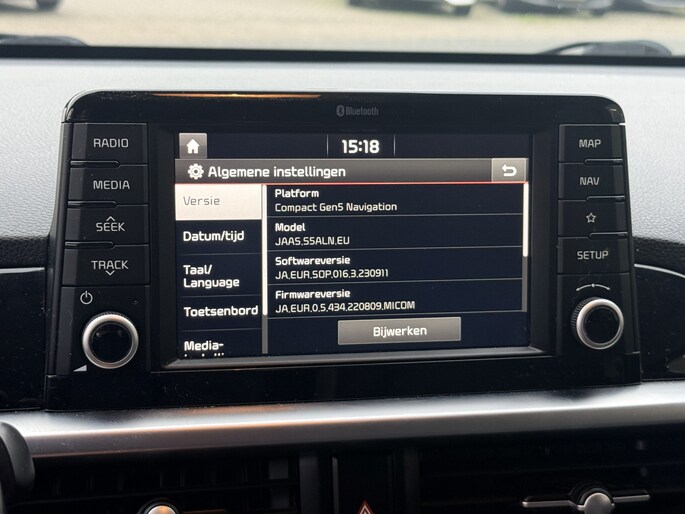 Bluetooth
RADIO
MEDIA
SEEK
TRACK
15:18
Algemene instellingen
Versie
Datum/tijd
Taal/
Language
Toetsenbord
Media-
Platform
Compact Gen5 Navigation
Model
JAAS.S5ALN.EU
Softwareversie
JA.EUR.SOP.016.3.230911
Firmwareversie
JA.EUR.0.5.434.220809.MICOM
Bijwerken
MAP
NAV
SETUP